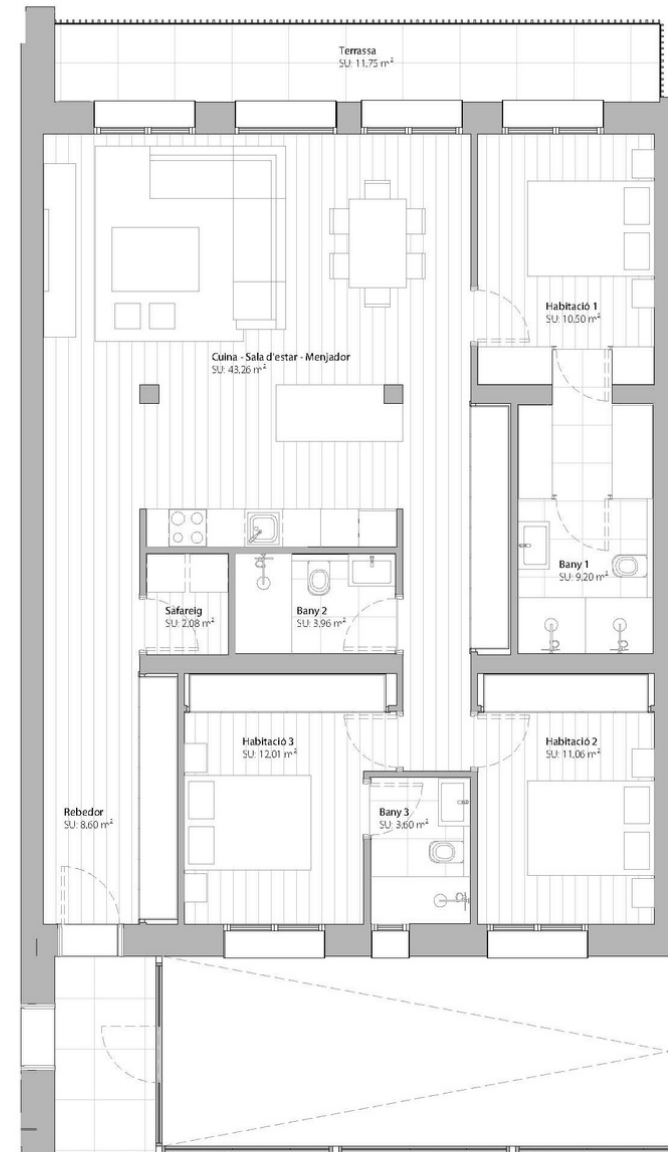 Terrassa
SU: 11,75 m²
Habitació 1
SU: 10,50 m²
Cuina - Sala d'estar - Menjador
SU: 43,26 m²
Bany 1
SU: 9,20 m²
Safareig
SU: 2,08 m²
Bany 2
SU: 3,96 m²
Habitació 3
SU: 12,01 m²
Habitació 2
SU: 11,06 m²
Rebedor
SU: 8,60 m²
Bany 3
SU: 3,60 m²